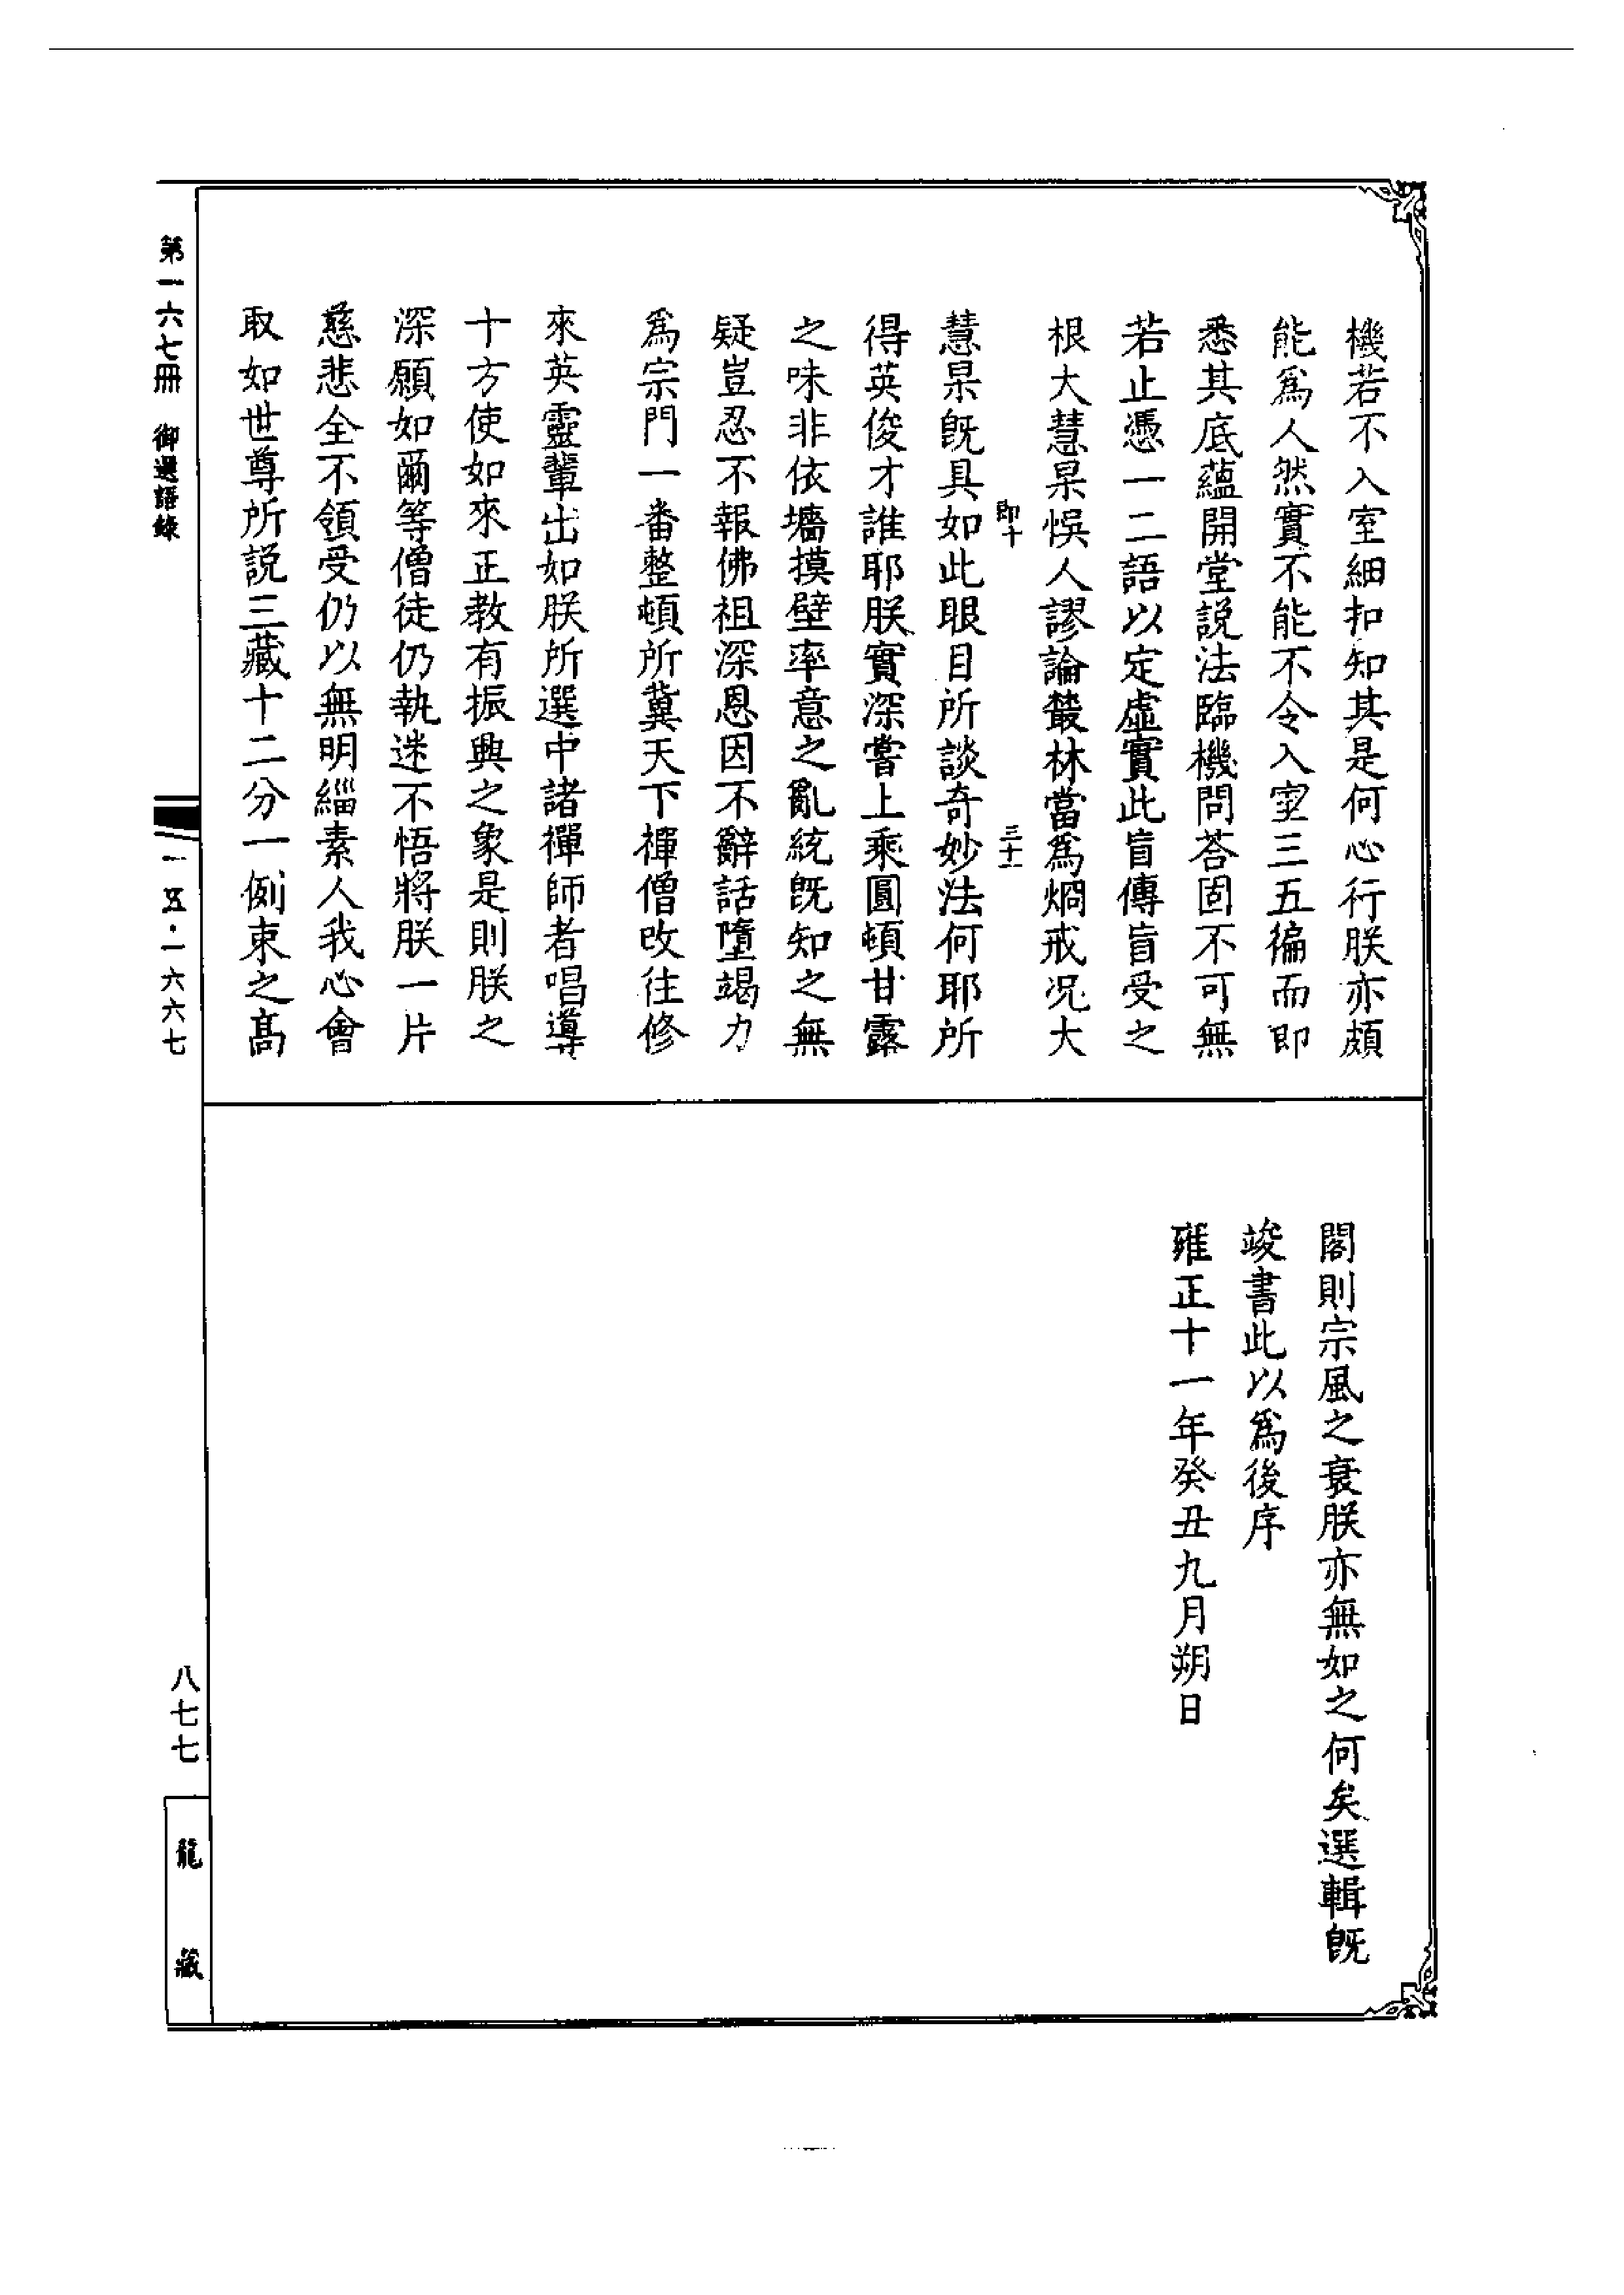 機若不入室細扣知其是何心行朕亦頗
能爲人然實不能不令入室三五徧而即
悉其底蘊開堂説法臨機問荅固不可無
若止憑一二語以定虛實此盲傳盲受之
根大慧杲悞人謬論叢林當爲烱戒况大
即十
三十一
慧杲旣具如此眼目所談奇妙法何耶所
得英俊才誰耶朕實深嘗上乘圓頓甘露
之味非依墻摸壁率意之亂統旣知之無
疑豈忍不報佛祖深恩因不辭話墮竭力
爲宗門一番整頓所冀天下禪僧改往修
來英靈輩出如朕所選中諸禪師者唱導
十方使如來正教有振興之象是則朕之
深願如爾等僧徒仍執迷不悟將朕一片
慈悲全不領受仍以無明緇素人我心會
取如世尊所説三藏十二分一例束之高
閣則宗風之衰朕亦無如之何矣選輯旣
竣書此以爲後序
雍正十一年癸丑九月朔日
第一六七冊 御選語錄
一五·一六六七
八七七
龍藏